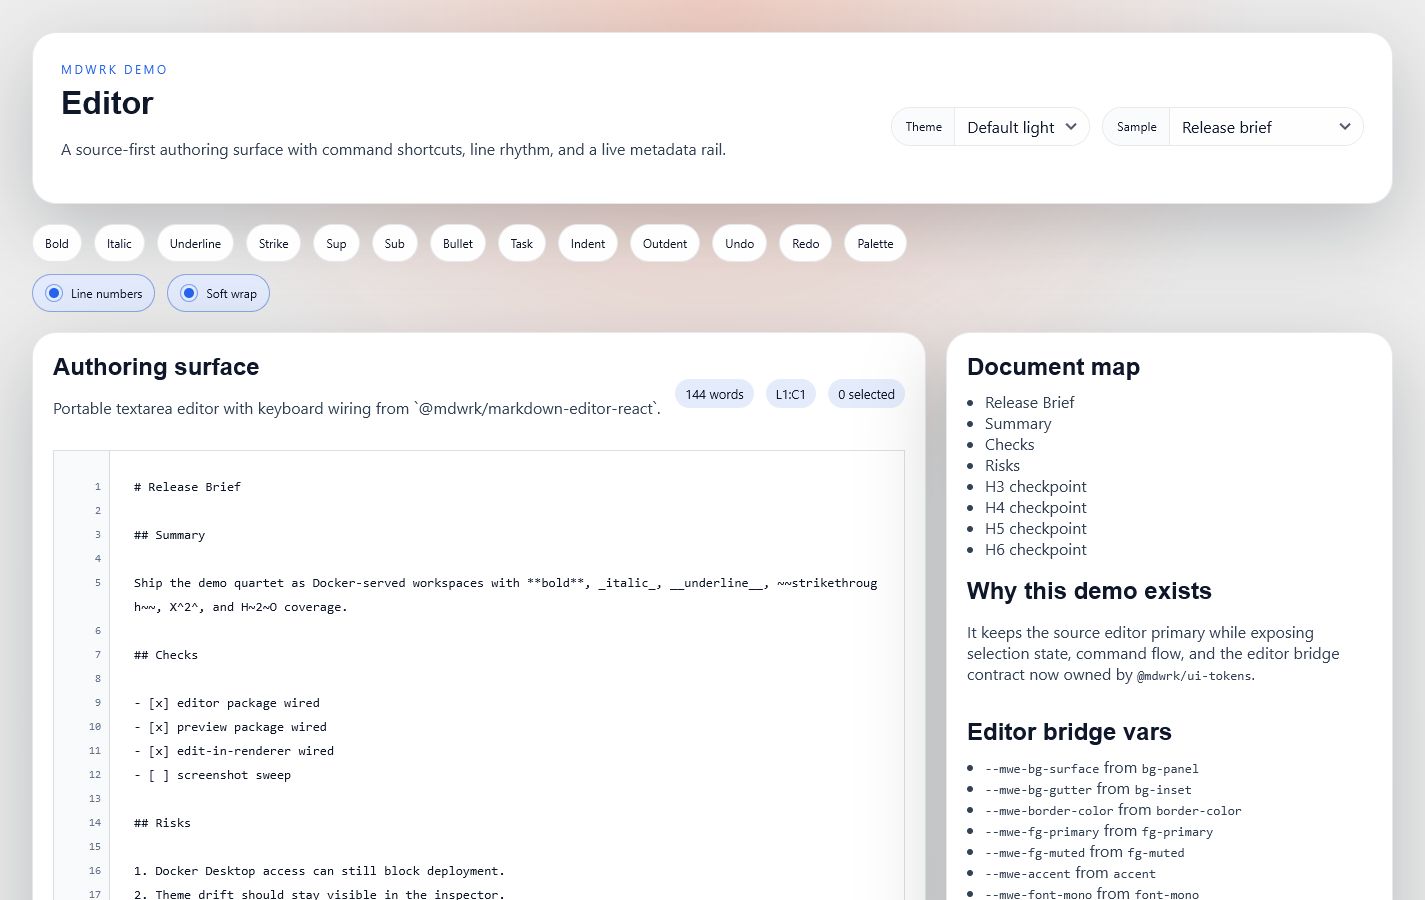 MDWRK DEMO
Editor
A source-first authoring surface with command shortcuts, line rhythm, and a live metadata rail.
Theme Default light Sample Release brief
Bold Italic Underline Strike Sup Sub Bullet Task Indent Outdent Undo Redo Palette
Line numbers Soft wrap
Authoring surface
Portable textarea editor with keyboard wiring from `@mdwrk/markdown-editor-react`.
144 words L1:C1 0 selected
1 # Release Brief
2
3 ## Summary
4
5 Ship the demo quartet as Docker-served workspaces with **bold**, _italic_, __underline__, ~~strikethroug
h~~, X^2^, and H~2~O coverage.
6
7 ## Checks
8
9 - [x] editor package wired
10 - [x] preview package wired
11 - [x] edit-in-renderer wired
12 - [ ] screenshot sweep
13
14 ## Risks
15
16 1. Docker Desktop access can still block deployment.
17 2. Theme drift should stay visible in the inspector.
Document map
Release Brief
Summary
Checks
Risks
H3 checkpoint
H4 checkpoint
H5 checkpoint
H6 checkpoint
Why this demo exists
It keeps the source editor primary while exposing
selection state, command flow, and the editor bridge
contract now owned by @mdwrk/ui-tokens.
Editor bridge vars
--mwe-bg-surface from bg-panel
--mwe-bg-gutter from bg-inset
--mwe-border-color from border-color
--mwe-fg-primary from fg-primary
--mwe-fg-muted from fg-muted
--mwe-accent from accent
--mwe-font-mono from font-mono